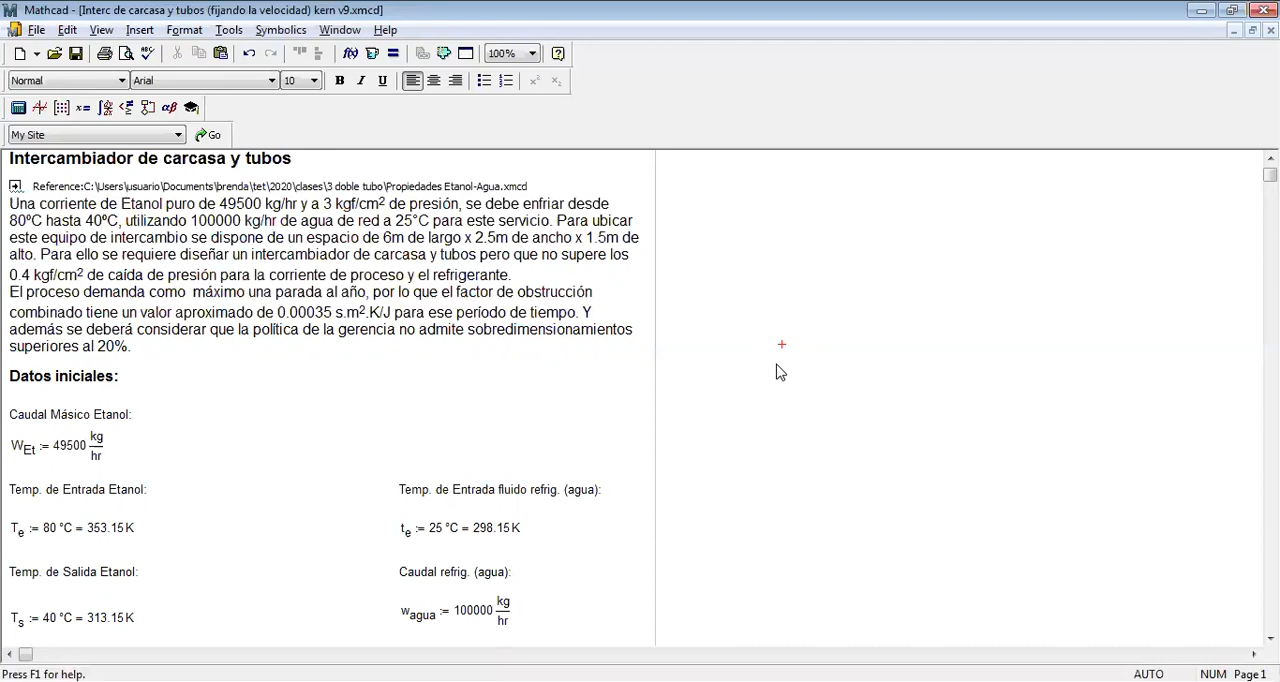 Mathcad - [Interc de carcasa y tubos (fijando la velocidad) kern v9.xmcd]
File Edit View Insert Format Tools Symbolics Window Help
100%
Normal Arial 10 B I U
My Site Go
Intercambiador de carcasa y tubos
Reference:C:\Users\usuario\Documents\brenda\tet\2020\clases\3 doble tubo\Propiedades Etanol-Agua.xmcd
Una corriente de Etanol puro de 49500 kg/hr y a 3 kgf/cm² de presión, se debe enfriar desde
80ºC hasta 40ºC, utilizando 100000 kg/hr de agua de red a 25°C para este servicio. Para ubicar
este equipo de intercambio se dispone de un espacio de 6m de largo x 2.5m de ancho x 1.5m de
alto. Para ello se requiere diseñar un intercambiador de carcasa y tubos pero que no supere los
0.4 kgf/cm² de caída de presión para la corriente de proceso y el refrigerante.
El proceso demanda como máximo una parada al año, por lo que el factor de obstrucción
combinado tiene un valor aproximado de 0.00035 s.m².K/J para ese período de tiempo. Y
además se deberá considerar que la política de la gerencia no admite sobredimensionamientos
superiores al 20%.
Datos iniciales:
Caudal Másico Etanol:
W_Et := 49500 kg/hr
Temp. de Entrada Etanol: Temp. de Entrada fluido refrig. (agua):
T_e := 80 °C = 353.15 K t_e := 25 °C = 298.15 K
Temp. de Salida Etanol: Caudal refrig. (agua):
T_s := 40 °C = 313.15 K w_agua := 100000 kg/hr
Press F1 for help. AUTO NUM Page 1